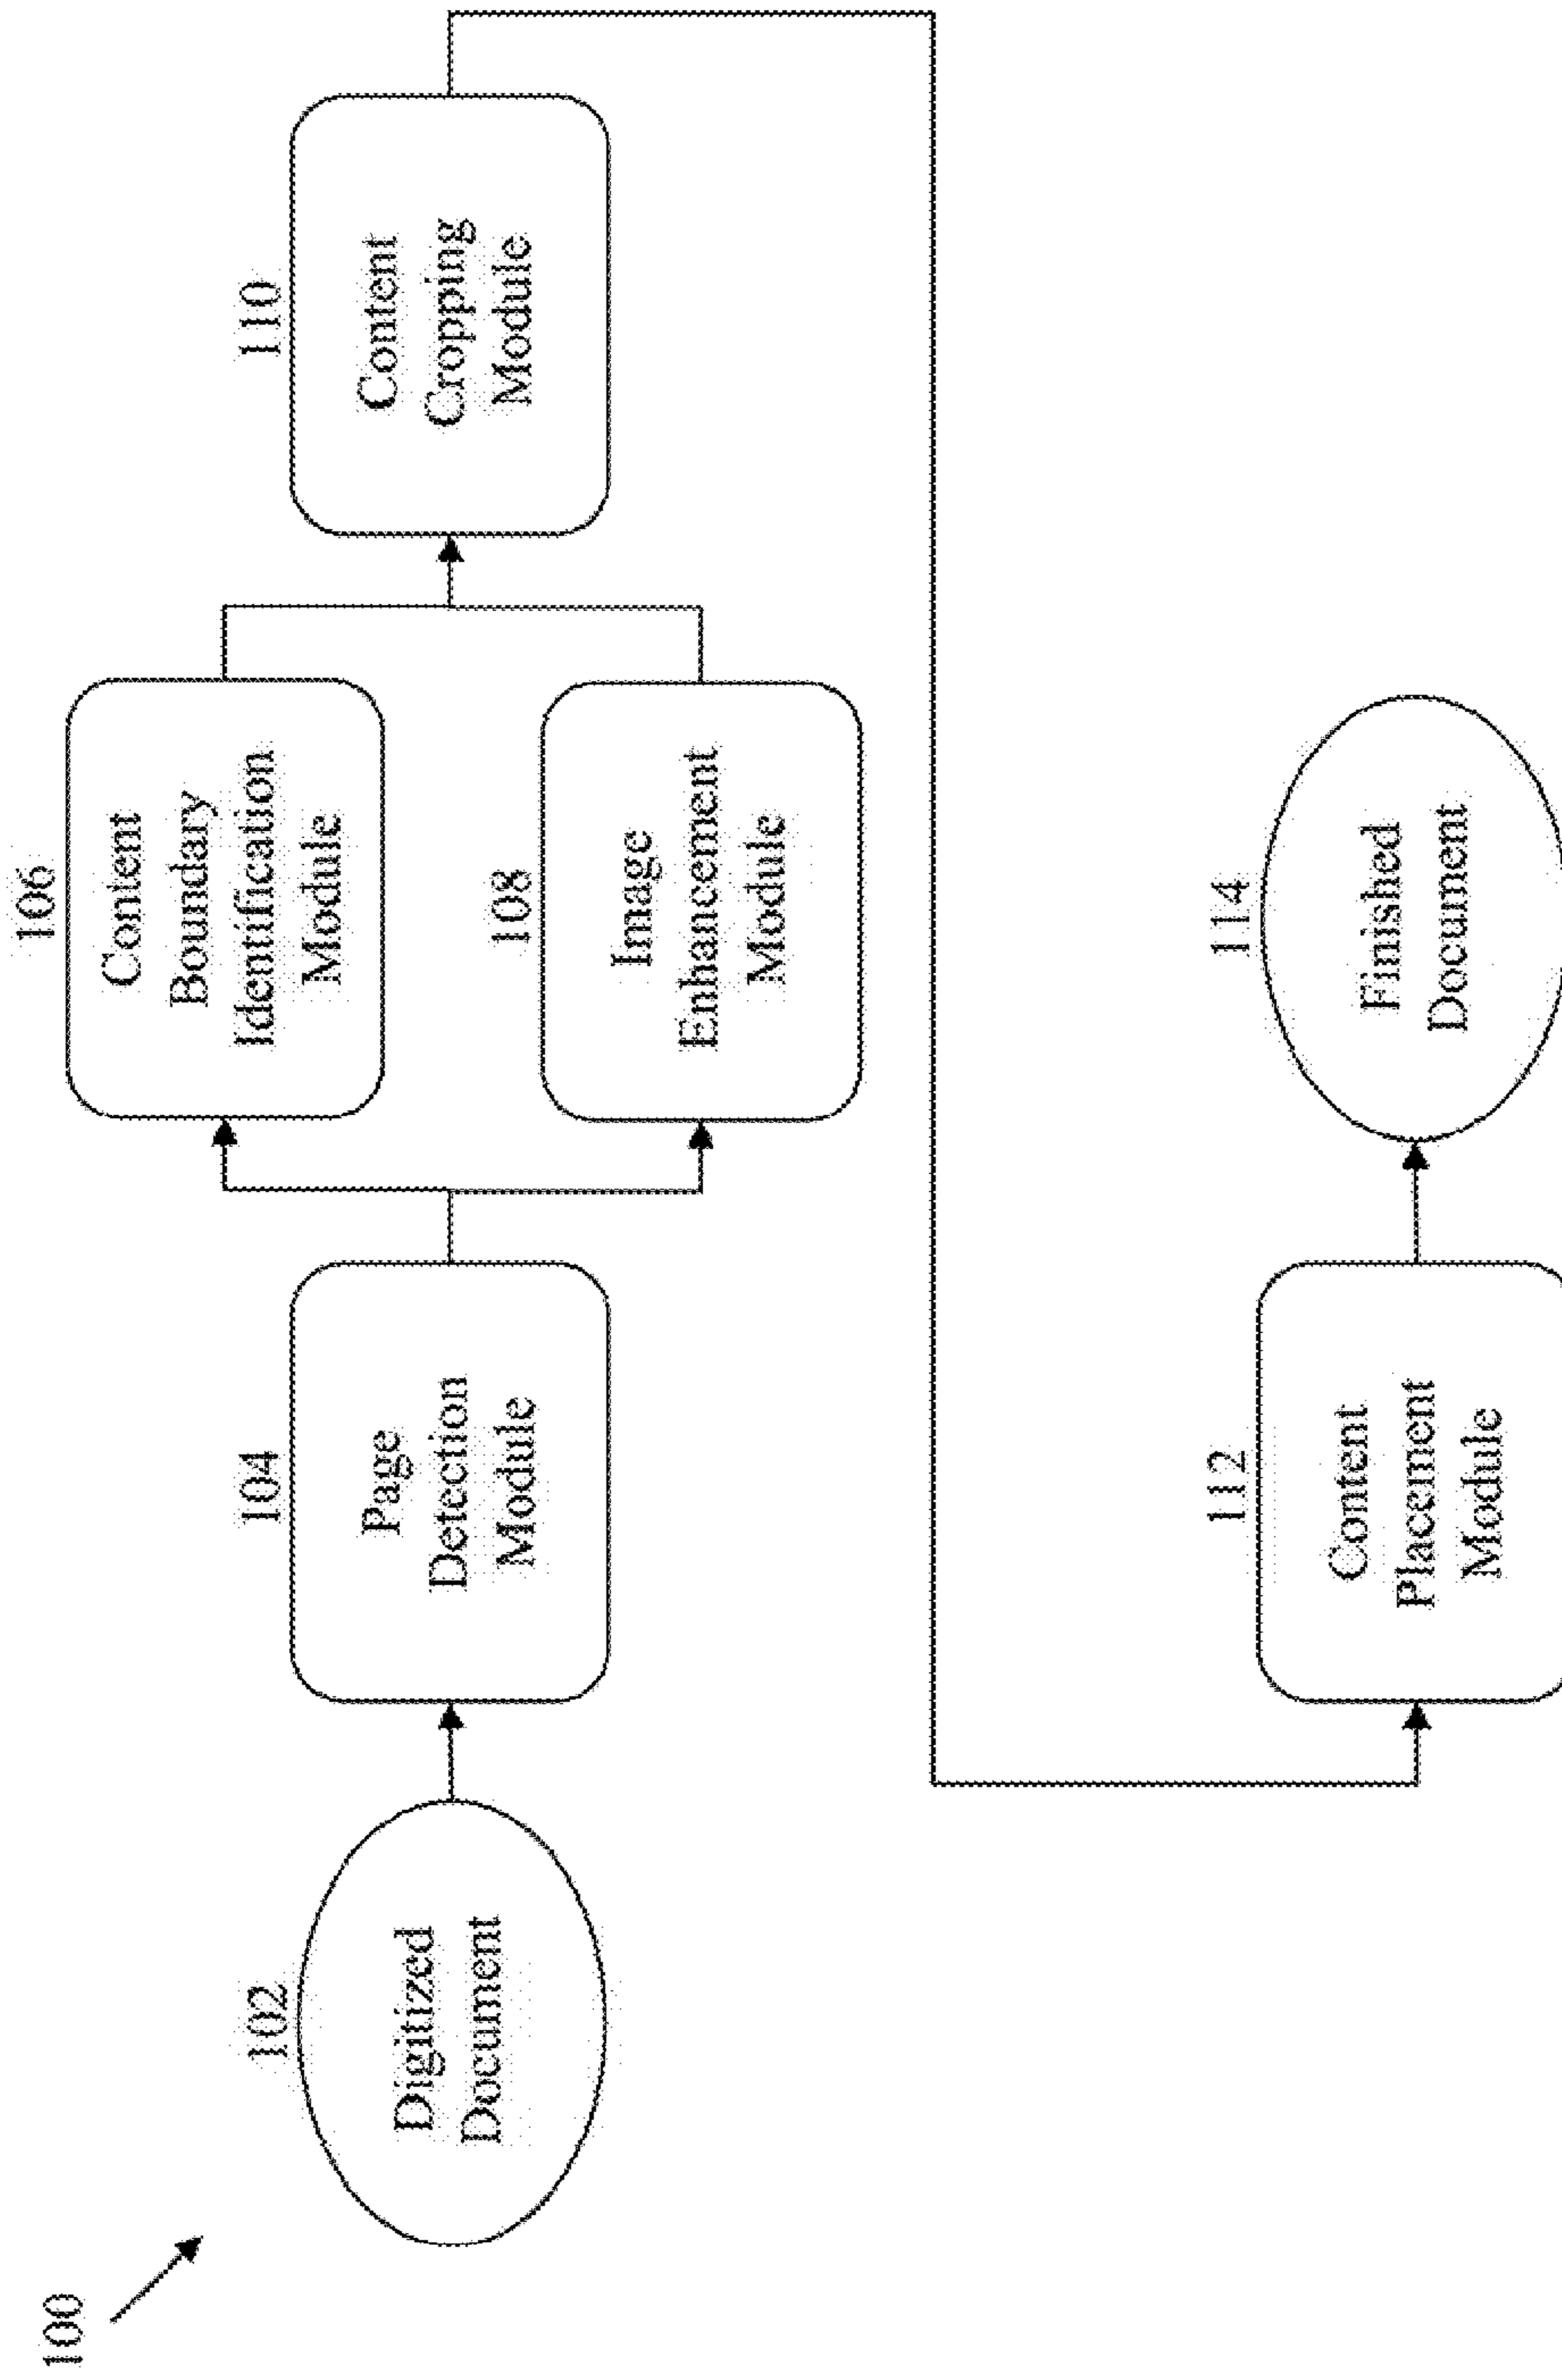 100
102
Digitized
Document
104
Page
Detection
Module
106
Content
Boundary
Identification
Module
108
Image
Enhancement
Module
110
Content
Cropping
Module
112
Content
Placement
Module
114
Finished
Document